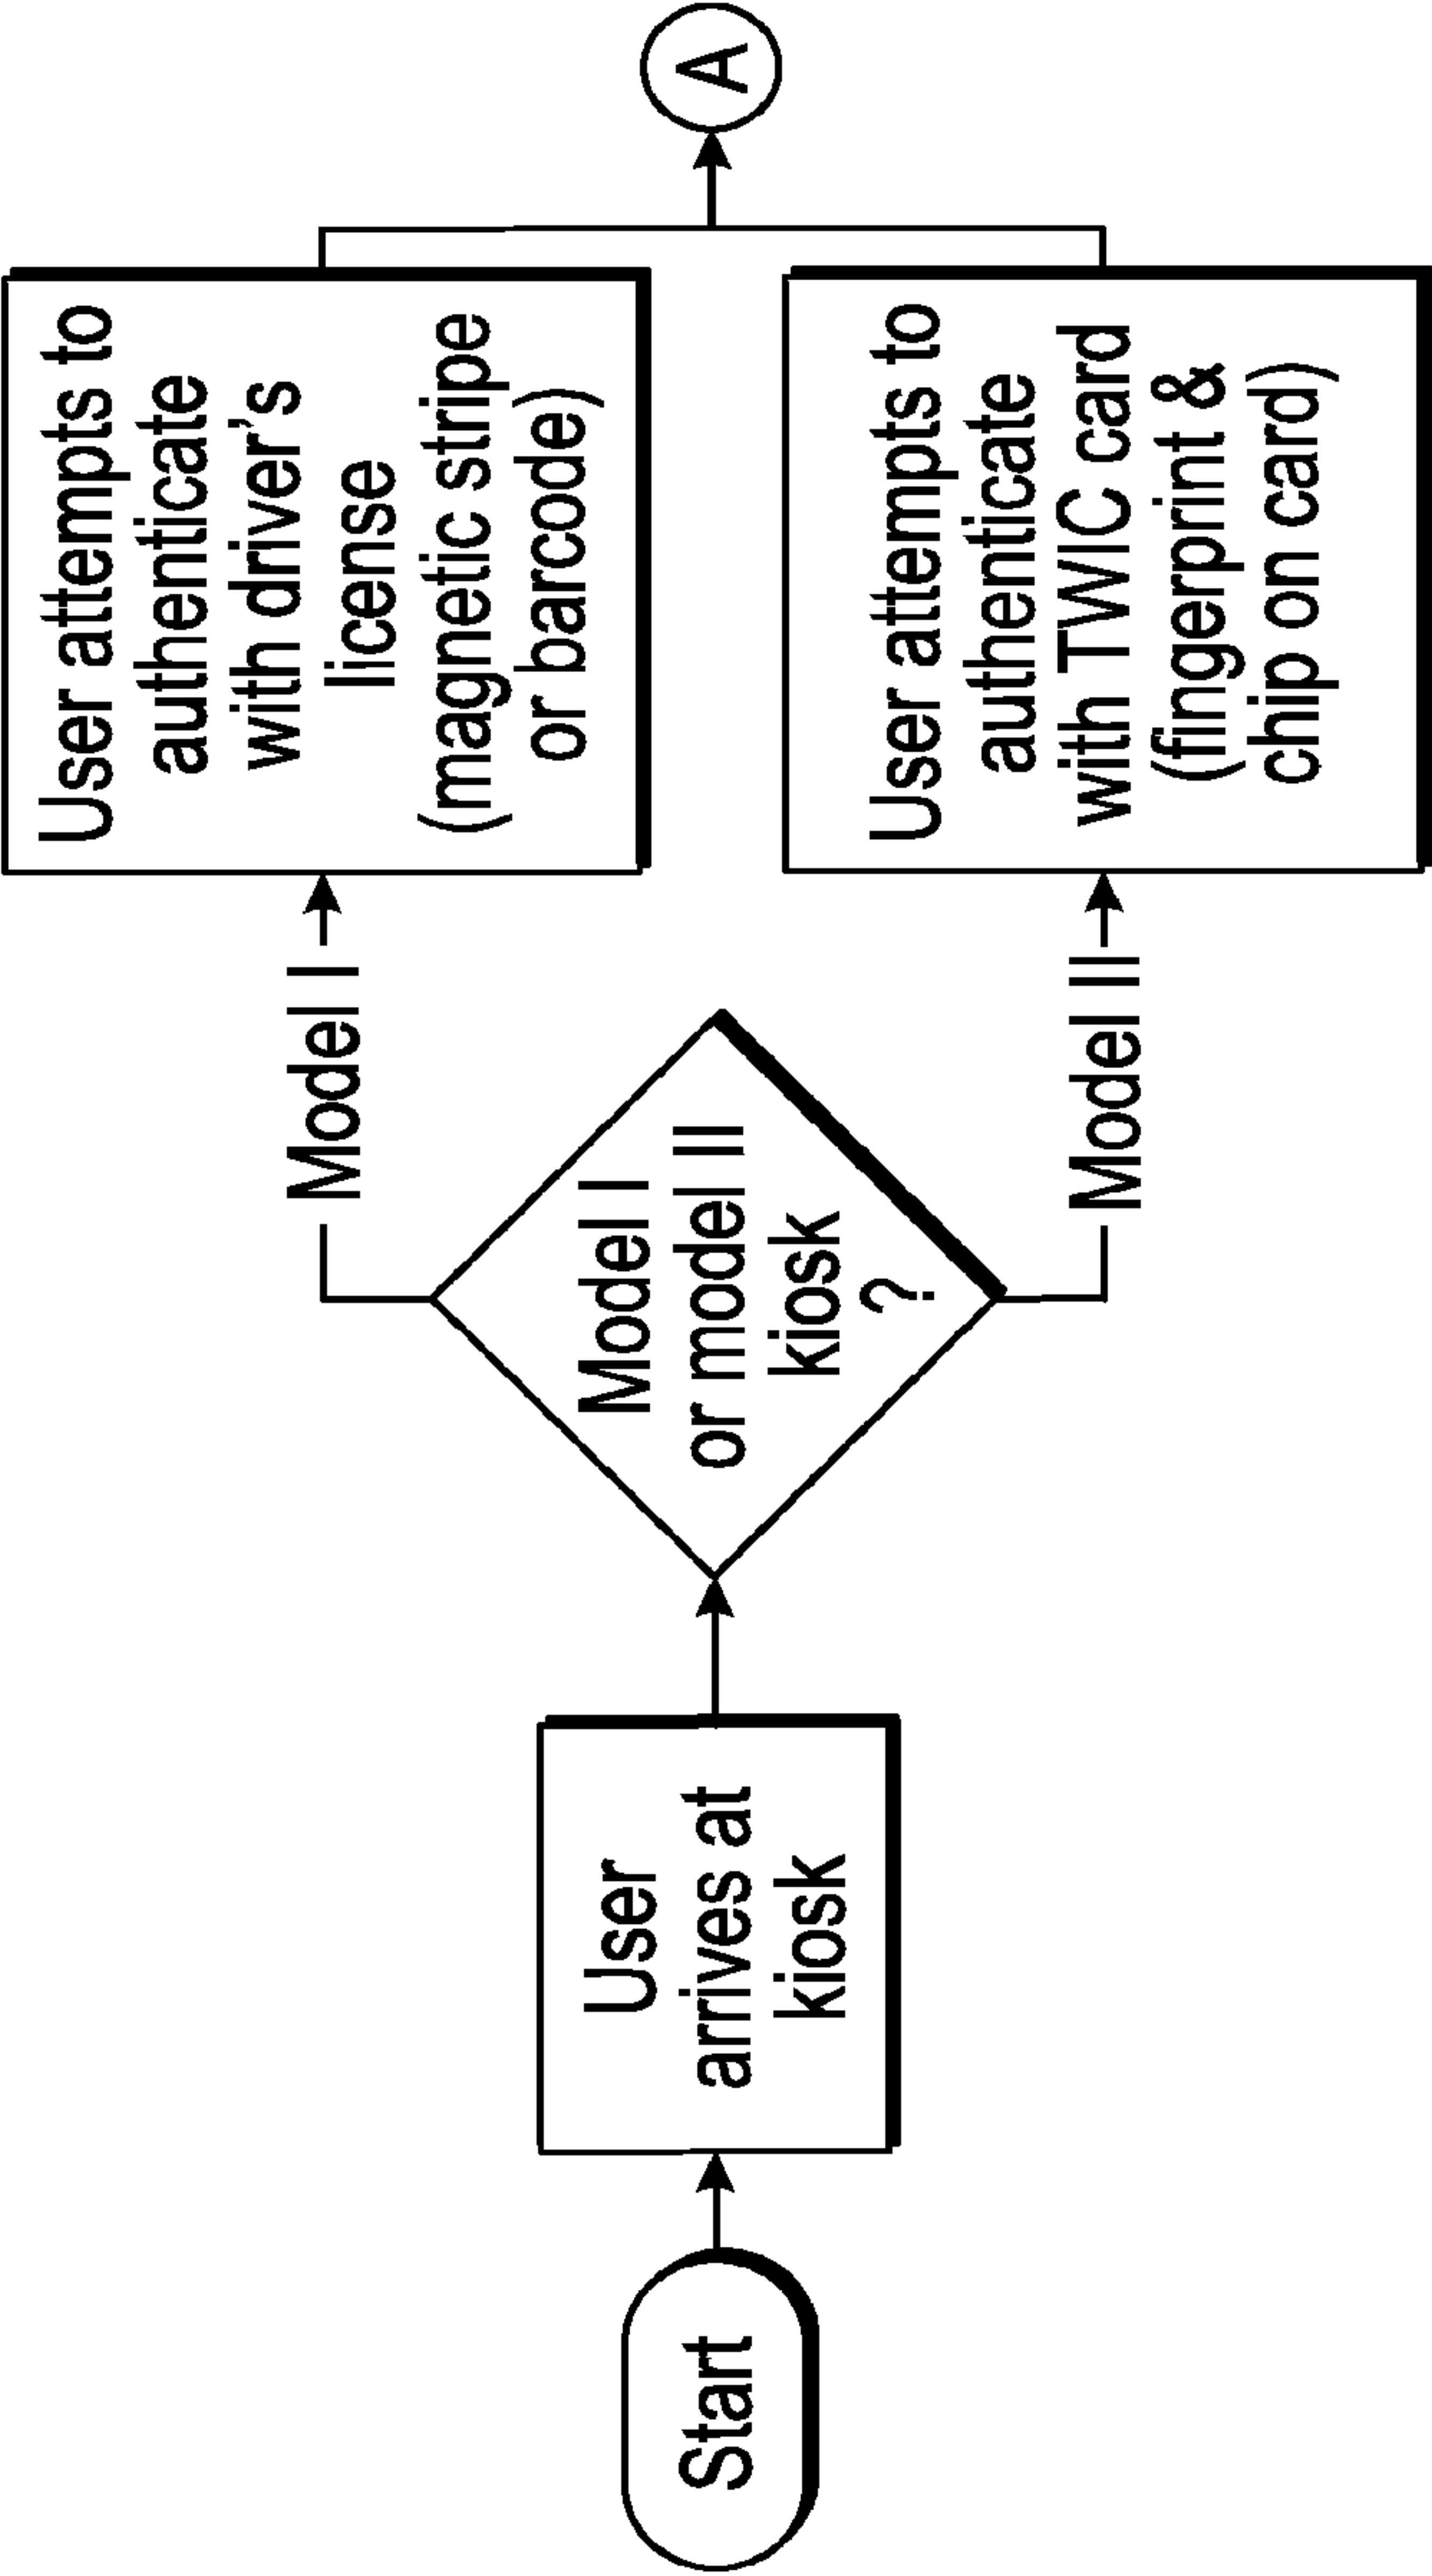 Start
User
arrives at
kiosk
Model I
or model II
kiosk
?
Model I
User attempts to
authenticate
with driver's
license
(magnetic stripe
or barcode)
Model II
User attempts to
authenticate
with TWIC card
(fingerprint &
chip on card)
A